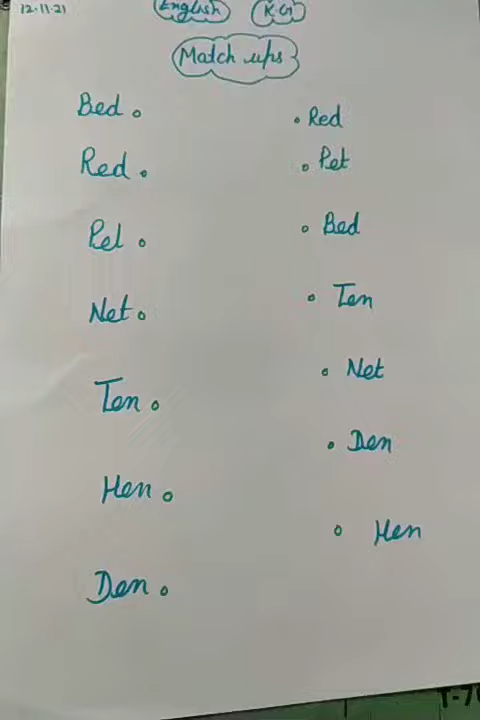 12.11.21 English K.G
Match ups
Bed Red
Red Pet
Pet Bed
Net Ten
Ten Net
Hen Den
Den Hen